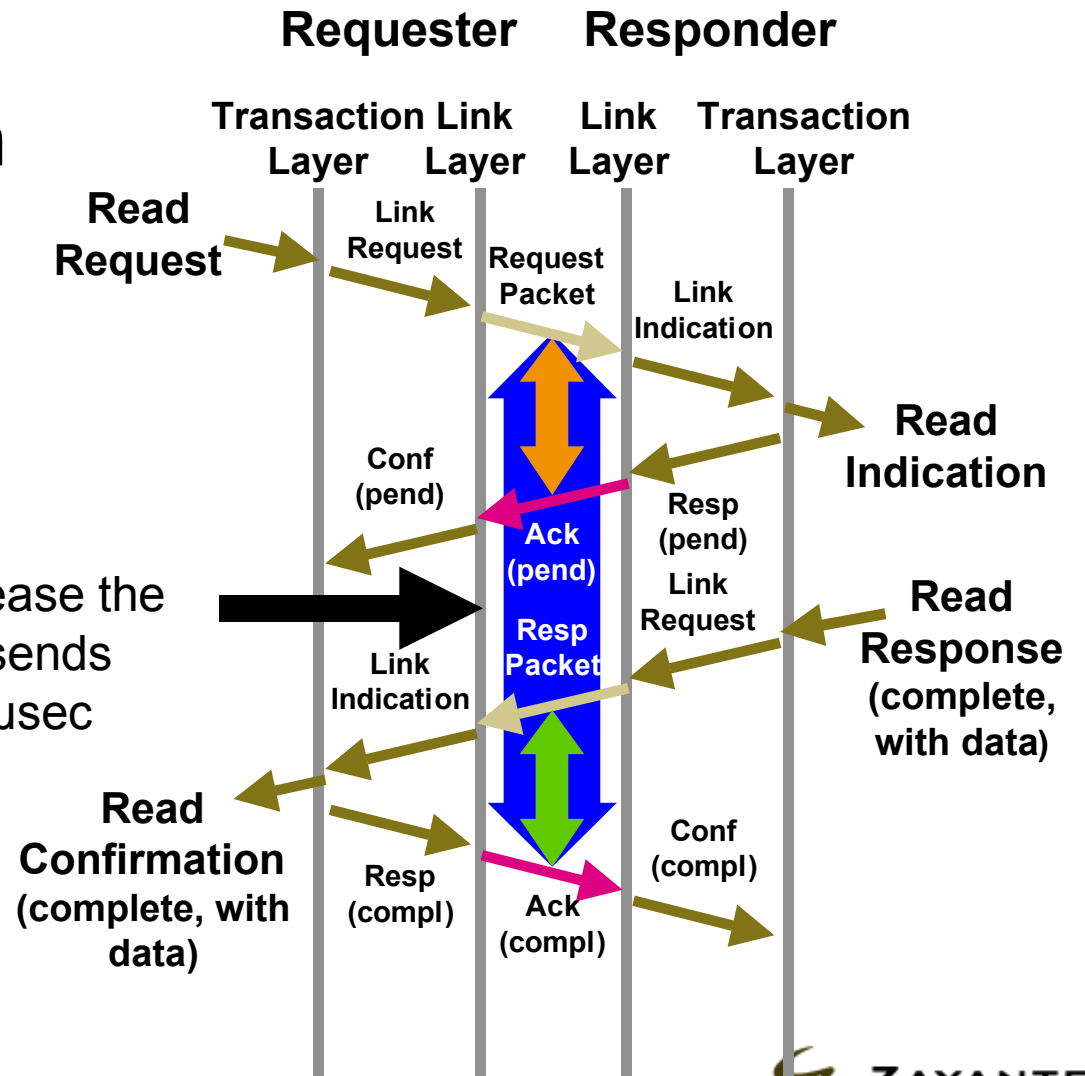 Requester Responder
Transaction Layer
Link Layer
Link Layer
Transaction Layer
Read
Request
Link
Request
Request
Packet
Link
Indication
Read
Indication
Conf
(pend)
Ack
(pend)
Resp
(pend)
ease the
sends
usec
Link
Request
Read
Response
(complete,
with data)
Resp
Packet
Link
Indication
Read
Confirmation
(complete, with
data)
Resp
(compl)
Ack
(compl)
Conf
(compl)